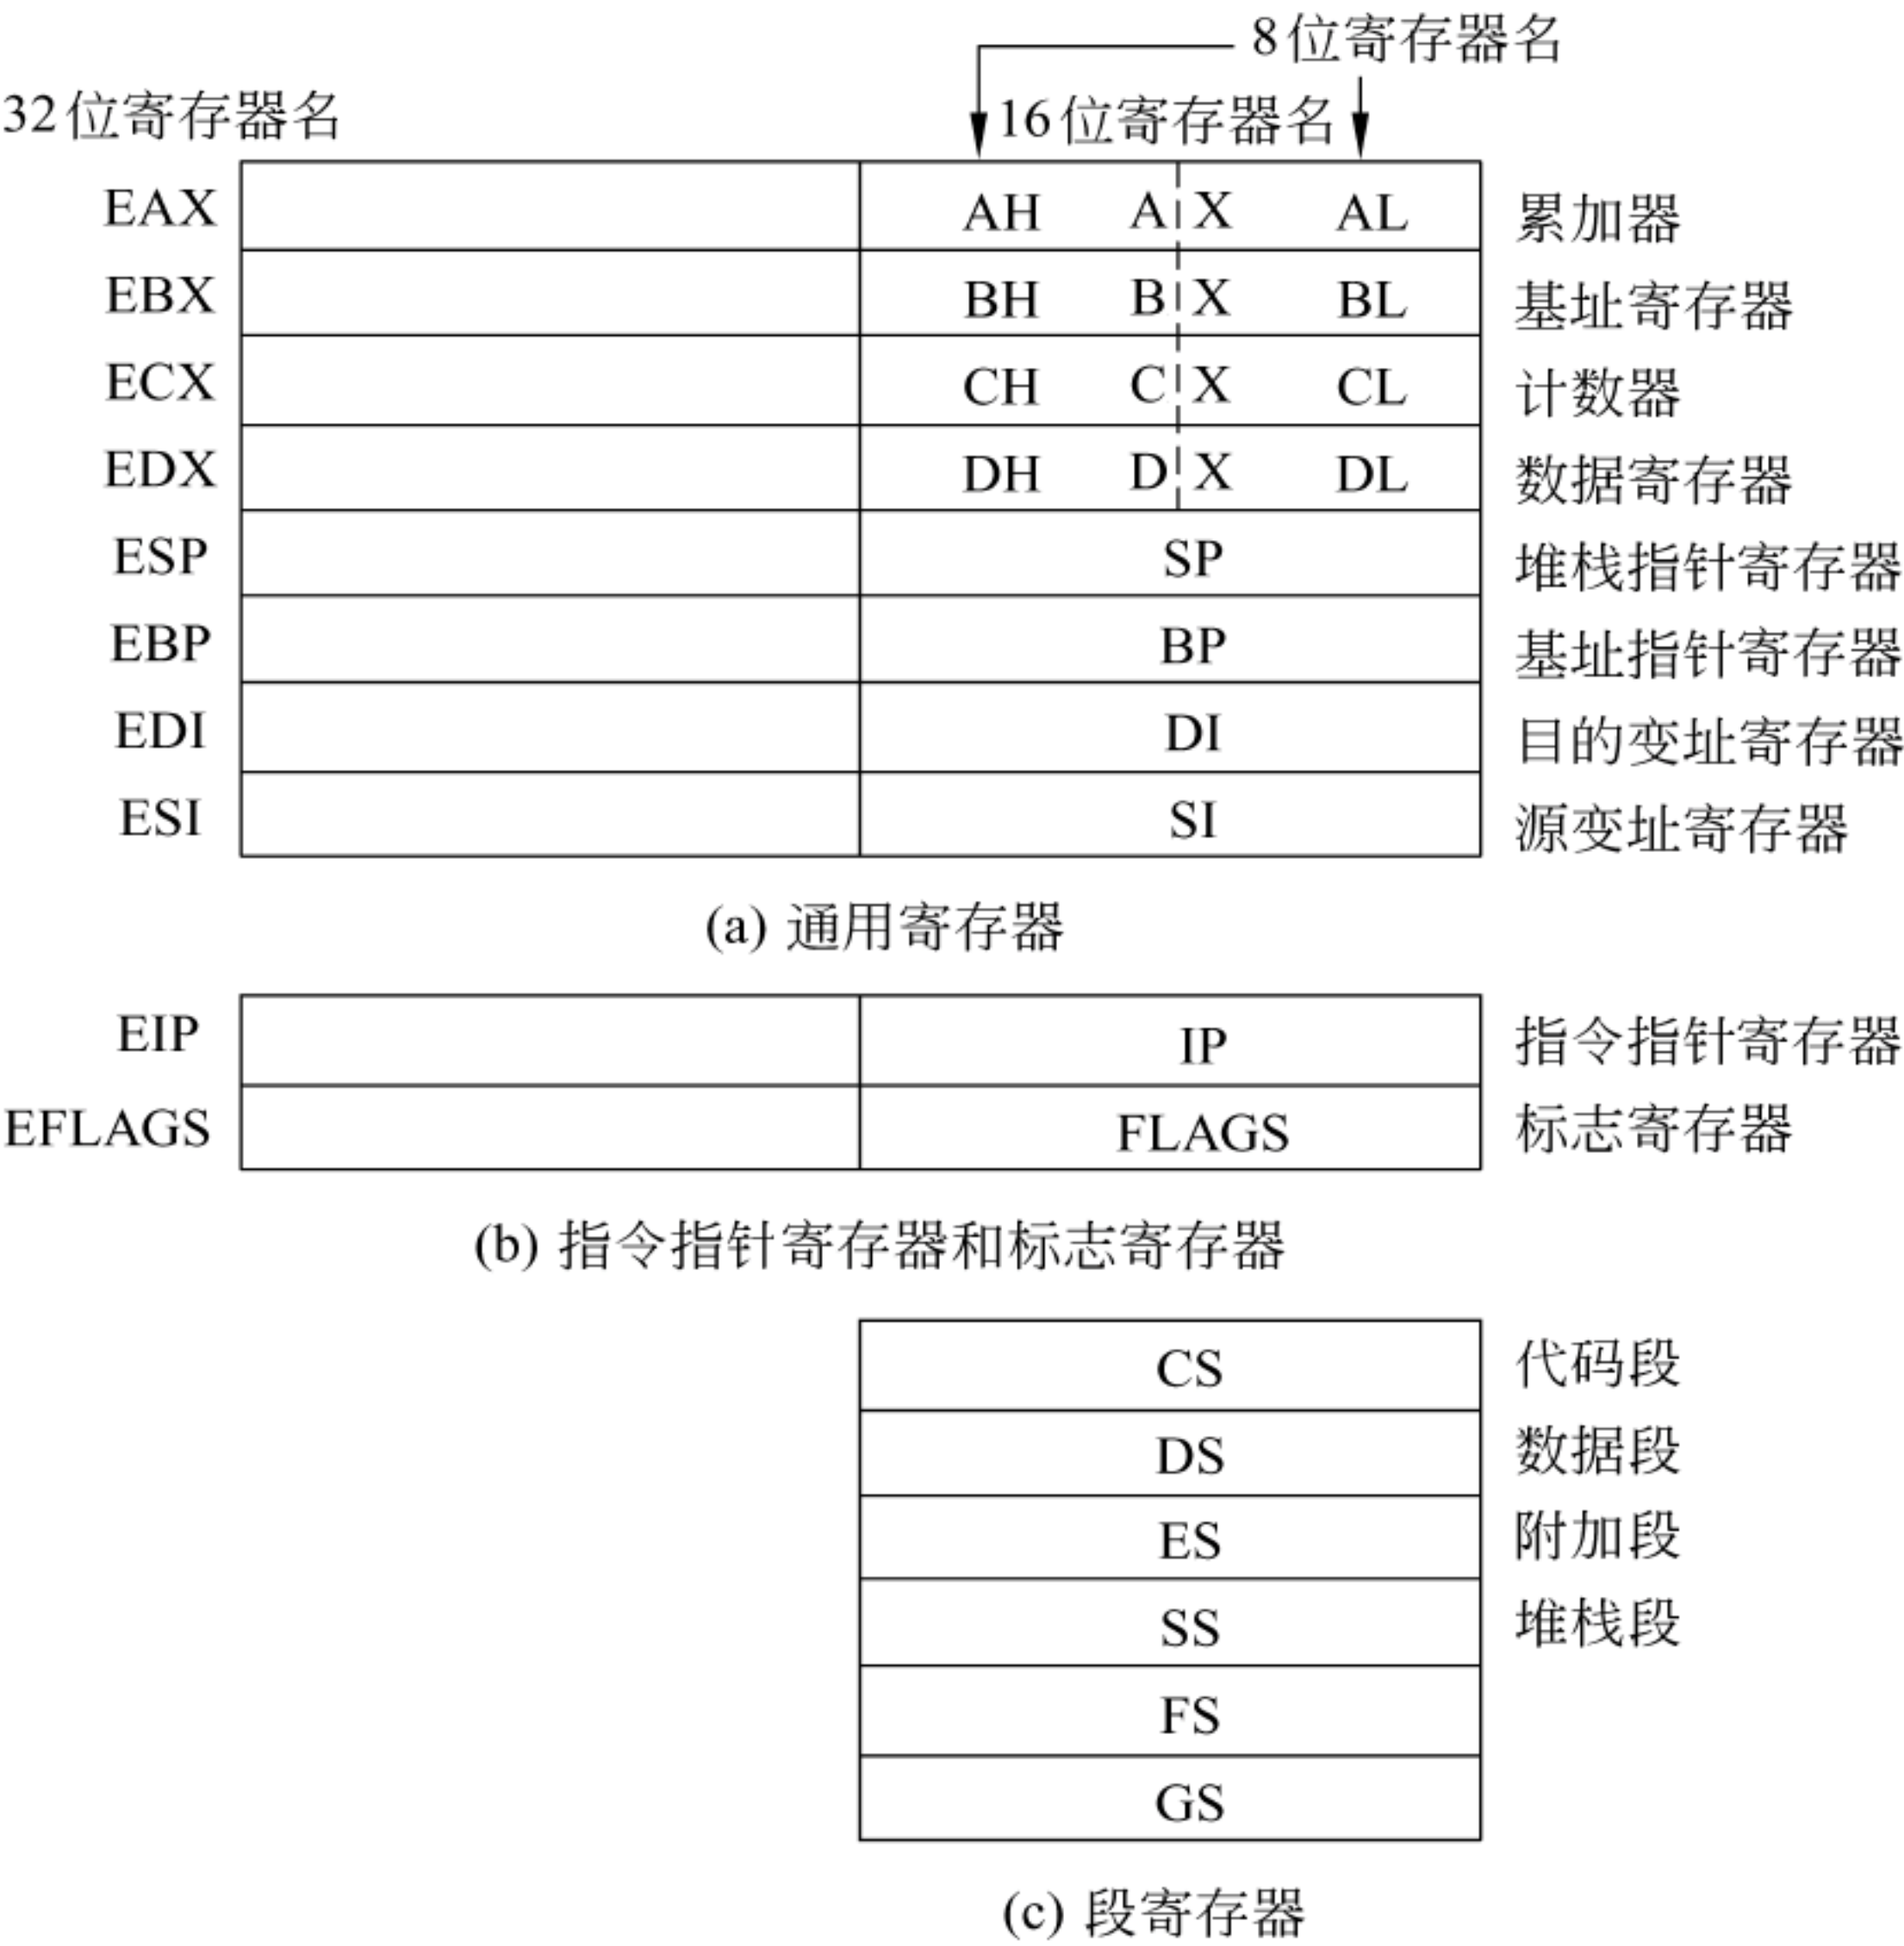 8位寄存器名
32位寄存器名 16位寄存器名
EAX AH A X AL 累加器
EBX BH B X BL 基址寄存器
ECX CH C X CL 计数器
EDX DH D X DL 数据寄存器
ESP SP 堆栈指针寄存器
EBP BP 基址指针寄存器
EDI DI 目的变址寄存器
ESI SI 源变址寄存器
(a) 通用寄存器
EIP IP 指令指针寄存器
EFLAGS FLAGS 标志寄存器
(b) 指令指针寄存器和标志寄存器
CS 代码段
DS 数据段
ES 附加段
SS 堆栈段
FS
GS
(c) 段寄存器